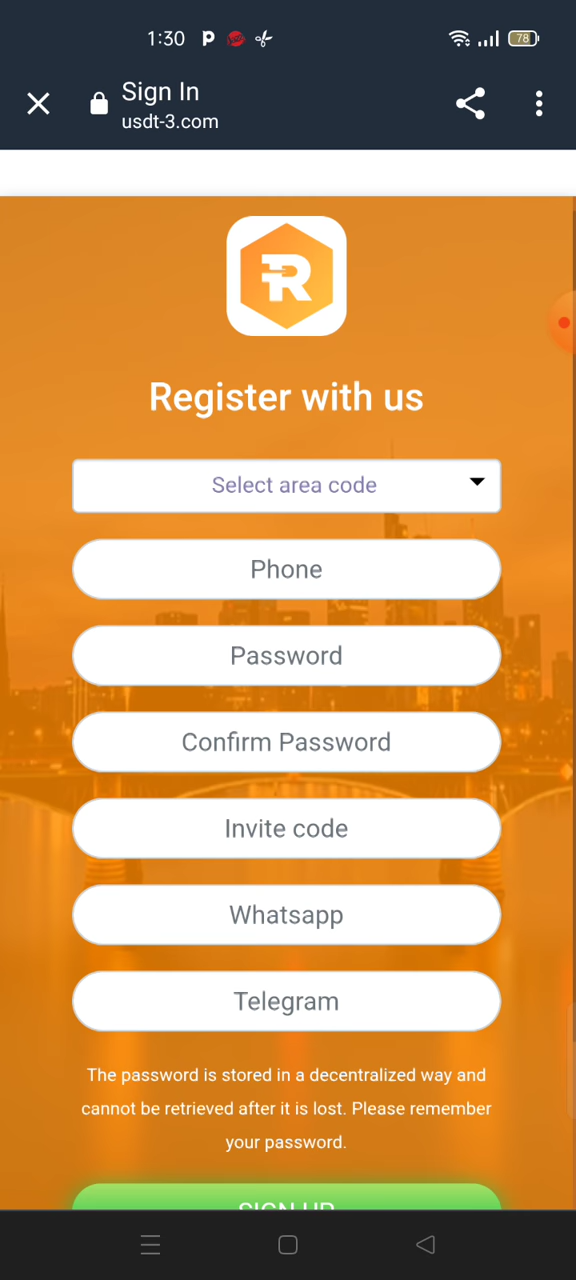 1:30
78
Sign In
usdt-3.com
R
Register with us
Select area code
Phone
Password
Confirm Password
Invite code
Whatsapp
Telegram
The password is stored in a decentralized way and
cannot be retrieved after it is lost. Please remember
your password.
SIGN UP